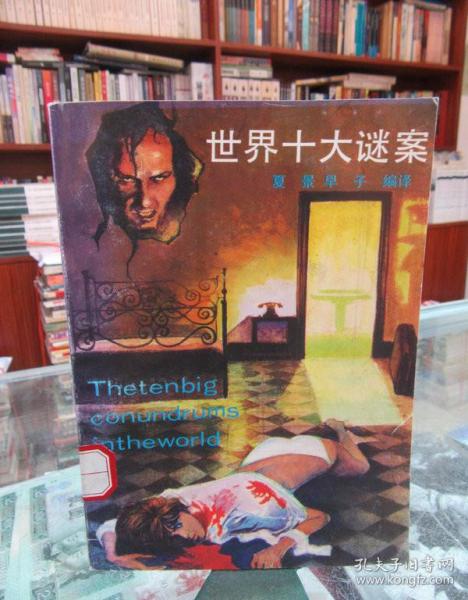 世界十大谜案
夏 景 早 子 编译
Thetenbig
conundrums
intheworld
孔夫子旧书网
www.kongfz.com